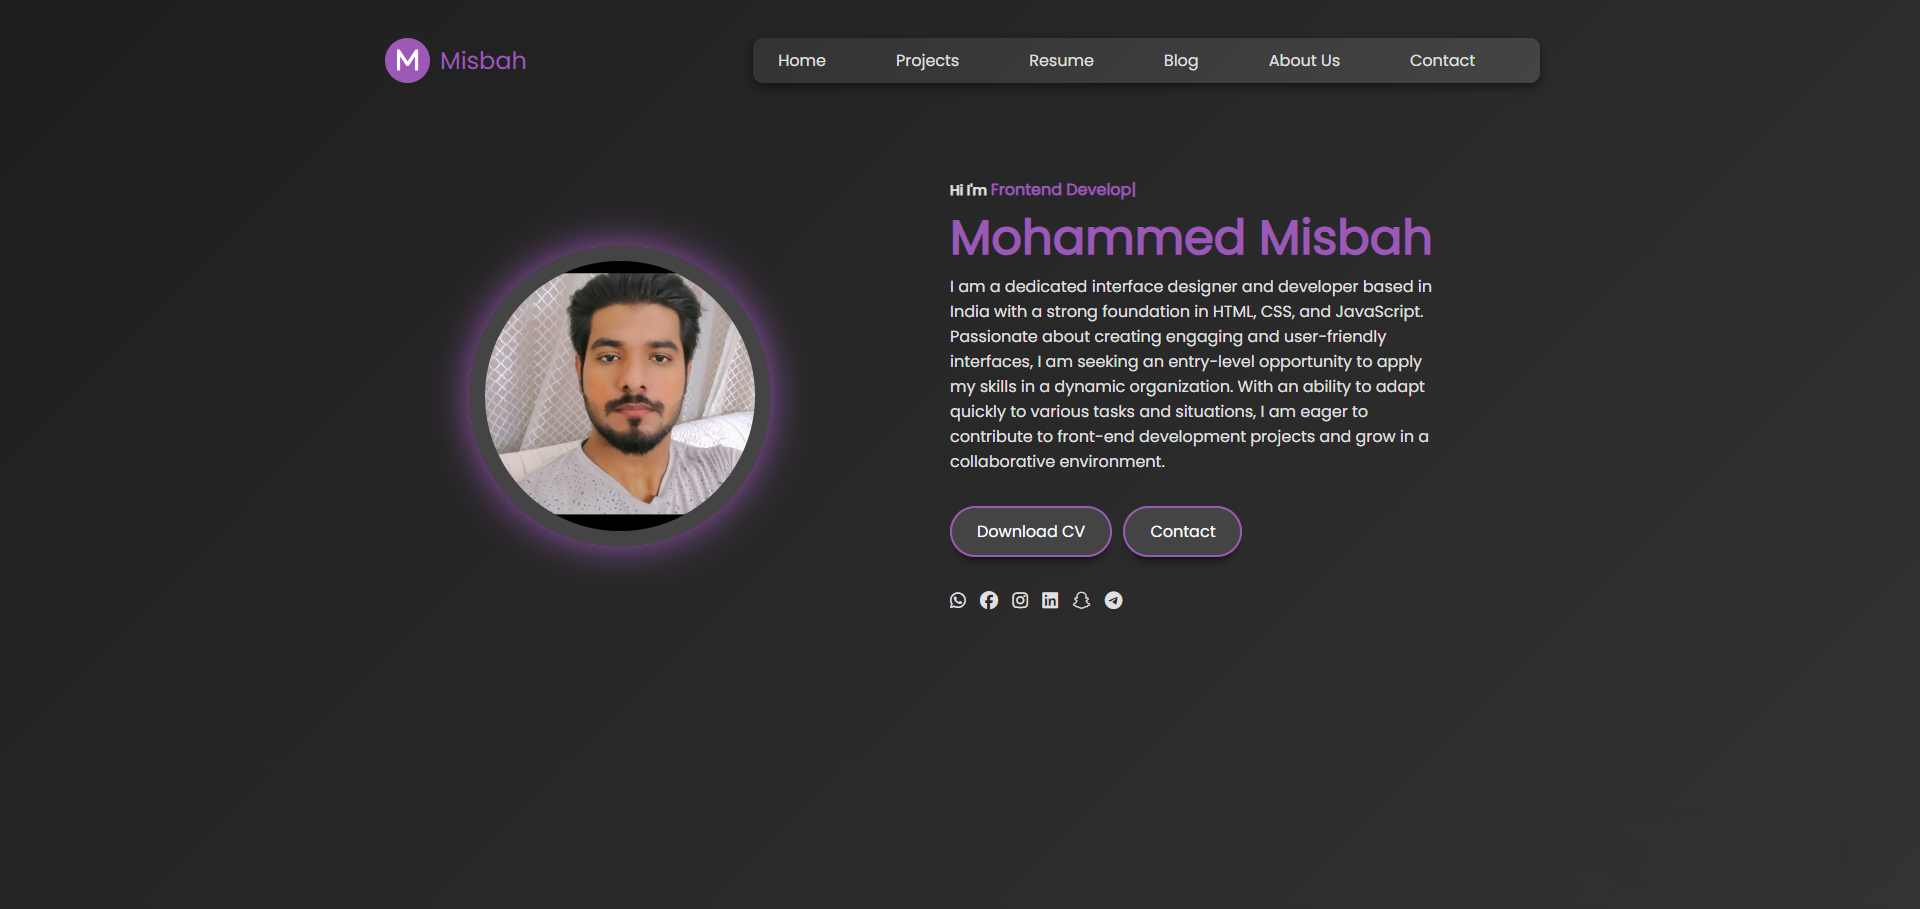 M Misbah
Home Projects Resume Blog About Us Contact
Hi I'm Frontend Develop|
Mohammed Misbah
I am a dedicated interface designer and developer based in
India with a strong foundation in HTML, CSS, and JavaScript.
Passionate about creating engaging and user-friendly
interfaces, I am seeking an entry-level opportunity to apply
my skills in a dynamic organization. With an ability to adapt
quickly to various tasks and situations, I am eager to
contribute to front-end development projects and grow in a
collaborative environment.
Download CV Contact